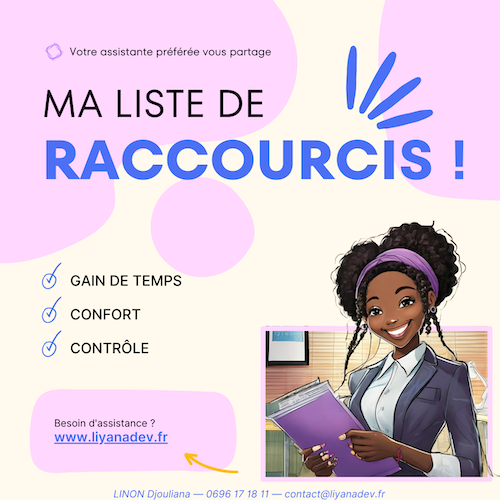 Votre assistante préférée vous partage
MA LISTE DE
RACCOURCIS !
GAIN DE TEMPS
CONFORT
CONTRÔLE
Besoin d'assistance ?
www.liyanadev.fr
LINON Djouliana — 0696 17 18 11 — contact@liyanadev.fr